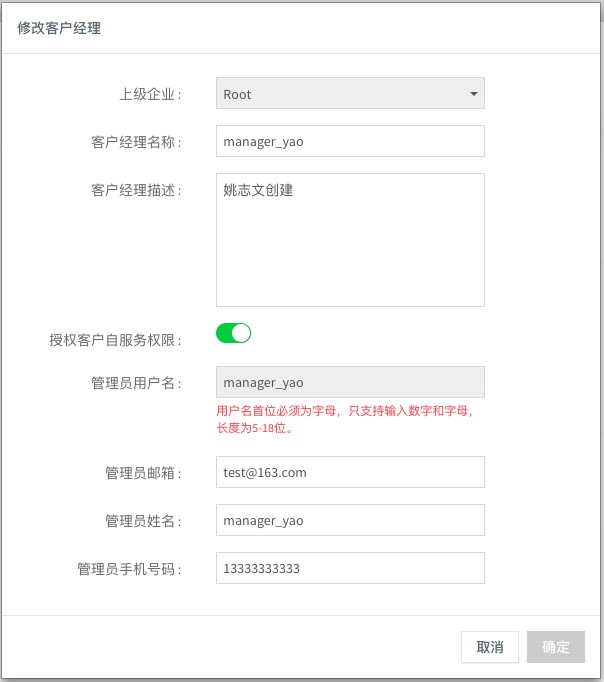 修改客户经理
上级企业: Root
客户经理名称: manager_yao
客户经理描述: 姚志文创建
授权客户自服务权限:
管理员用户名: manager_yao
用户名首位必须为字母，只支持输入数字和字母，
长度为5-18位。
管理员邮箱: test@163.com
管理员姓名: manager_yao
管理员手机号码: 13333333333
取消 确定